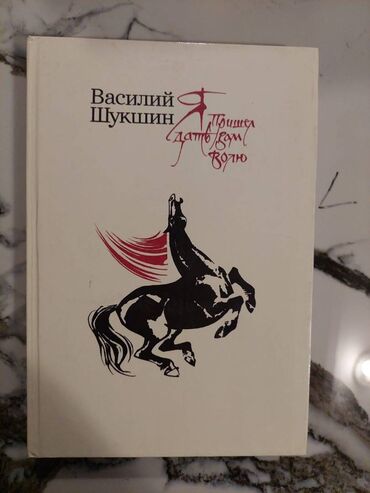 Василий
Шукшин
Я
пришел
дать вам
волю